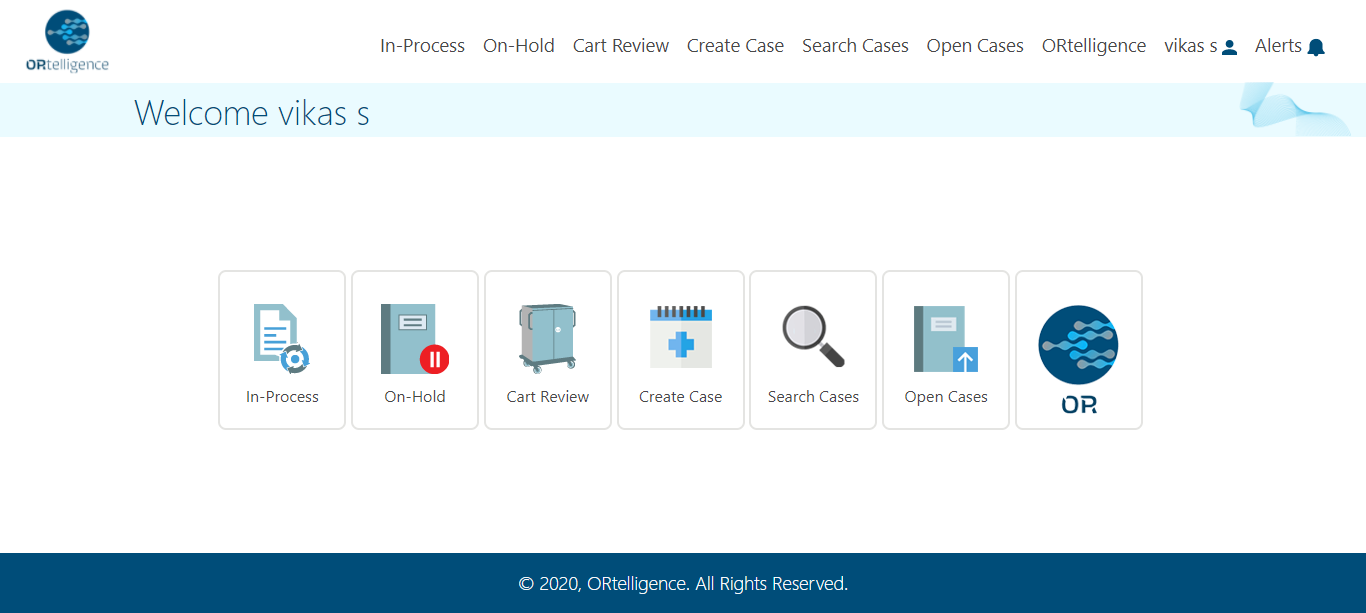 ORtelligence
In-Process On-Hold Cart Review Create Case Search Cases Open Cases ORtelligence vikas s Alerts
Welcome vikas s
In-Process On-Hold Cart Review Create Case Search Cases Open Cases OR
© 2020, ORtelligence. All Rights Reserved.